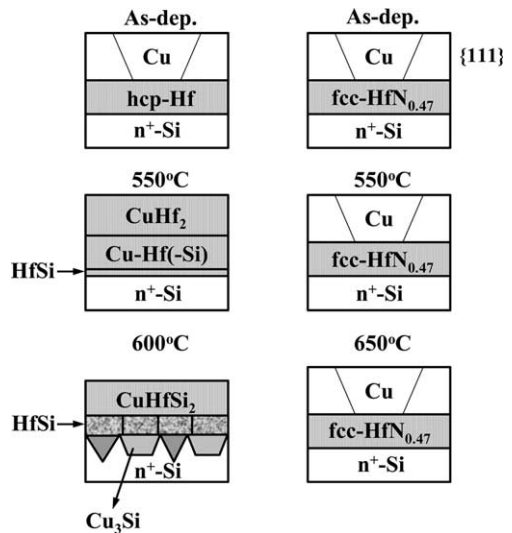 As-dep.
Cu
hcp-Hf
n⁺-Si
As-dep.
Cu
{111}
fcc-HfN₀.₄₇
n⁺-Si
550°C
CuHf₂
Cu-Hf(-Si)
HfSi
n⁺-Si
550°C
Cu
fcc-HfN₀.₄₇
n⁺-Si
600°C
CuHfSi₂
HfSi
n⁺-Si
Cu₃Si
650°C
Cu
fcc-HfN₀.₄₇
n⁺-Si